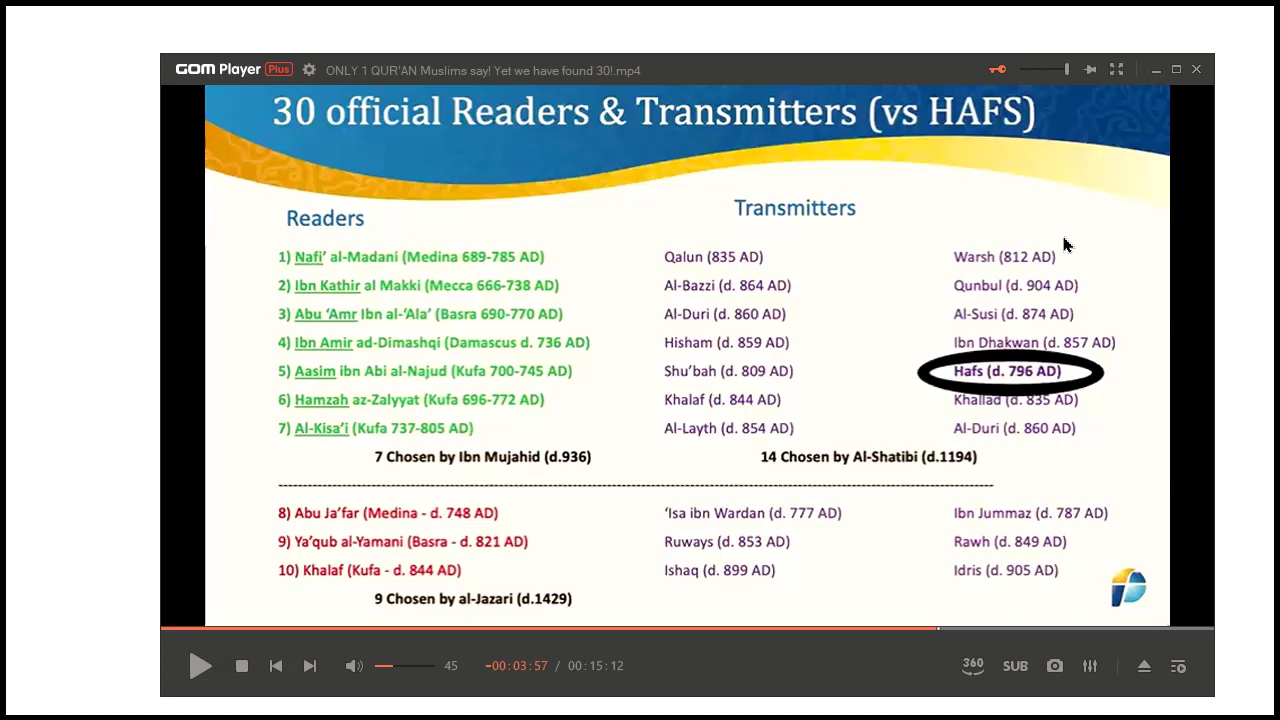 GOM Player Plus ONLY 1 QUR'AN Muslims say! Yet we have found 30!.mp4
30 official Readers & Transmitters (vs HAFS)
Readers Transmitters
1) Nafi’ al-Madani (Medina 689-785 AD) Qalun (835 AD) Warsh (812 AD)
2) Ibn Kathir al Makki (Mecca 666-738 AD) Al-Bazzi (d. 864 AD) Qunbul (d. 904 AD)
3) Abu ‘Amr Ibn al-‘Ala’ (Basra 690-770 AD) Al-Duri (d. 860 AD) Al-Susi (d. 874 AD)
4) Ibn Amir ad-Dimashqi (Damascus d. 736 AD) Hisham (d. 859 AD) Ibn Dhakwan (d. 857 AD)
5) Aasim ibn Abi al-Najud (Kufa 700-745 AD) Shu’bah (d. 809 AD) Hafs (d. 796 AD)
6) Hamzah az-Zalyyat (Kufa 696-772 AD) Khalaf (d. 844 AD) Khallad (d. 835 AD)
7) Al-Kisa’i (Kufa 737-805 AD) Al-Layth (d. 854 AD) Al-Duri (d. 860 AD)
7 Chosen by Ibn Mujahid (d.936) 14 Chosen by Al-Shatibi (d.1194)
8) Abu Ja’far (Medina - d. 748 AD) ‘Isa ibn Wardan (d. 777 AD) Ibn Jummaz (d. 787 AD)
9) Ya’qub al-Yamani (Basra - d. 821 AD) Ruways (d. 853 AD) Rawh (d. 849 AD)
10) Khalaf (Kufa - d. 844 AD) Ishaq (d. 899 AD) Idris (d. 905 AD)
9 Chosen by al-Jazari (d.1429)
45 -00:03:57 / 00:15:12 360 SUB